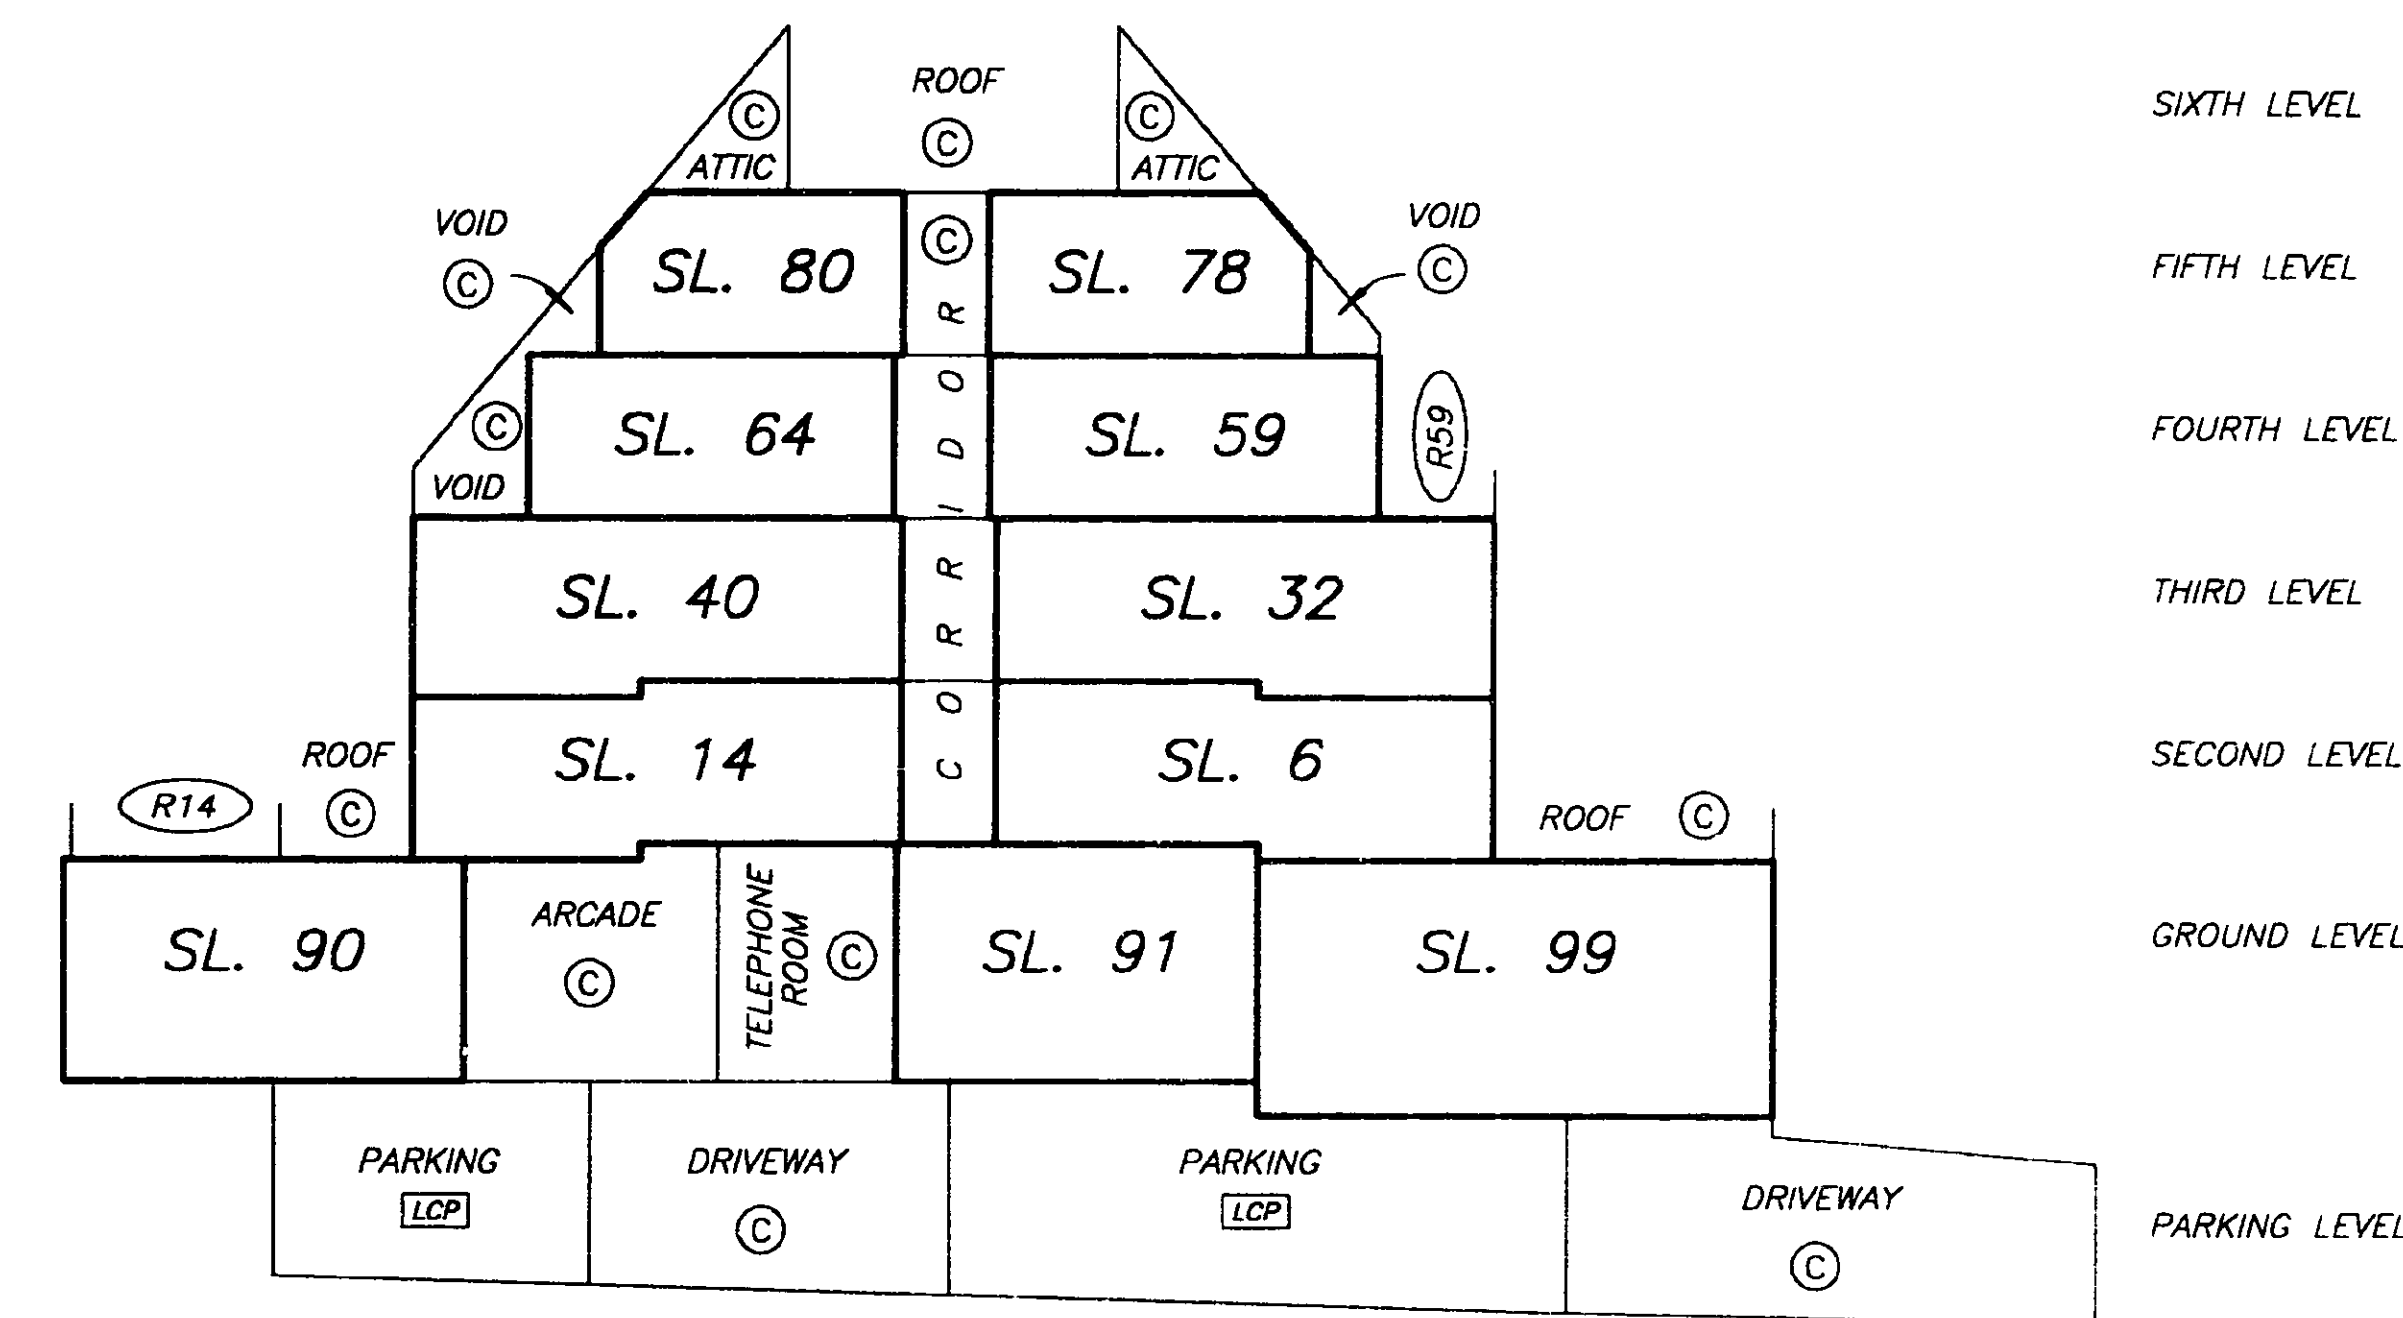 ROOF
SIXTH LEVEL
C
C
C
ATTIC
ATTIC
VOID
C
VOID
C
C
SL. 80
SL. 78
FIFTH LEVEL
C
SL. 64
SL. 59
R59
FOURTH LEVEL
VOID
SL. 40
SL. 32
THIRD LEVEL
CORRRIDOR
ROOF
SL. 14
SL. 6
SECOND LEVEL
R14
C
ROOF C
SL. 90
ARCADE
C
TELEPHONE
ROOM
C
SL. 91
SL. 99
GROUND LEVEL
PARKING
LCP
DRIVEWAY
C
PARKING
LCP
DRIVEWAY
C
PARKING LEVEL